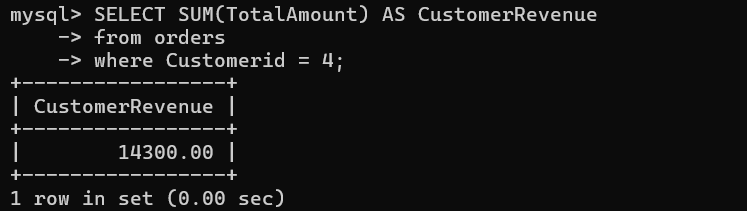 mysql> SELECT SUM(TotalAmount) AS CustomerRevenue
    -> from orders
    -> where Customerid = 4;
+-----------------+
| CustomerRevenue |
+-----------------+
|        14300.00 |
+-----------------+
1 row in set (0.00 sec)